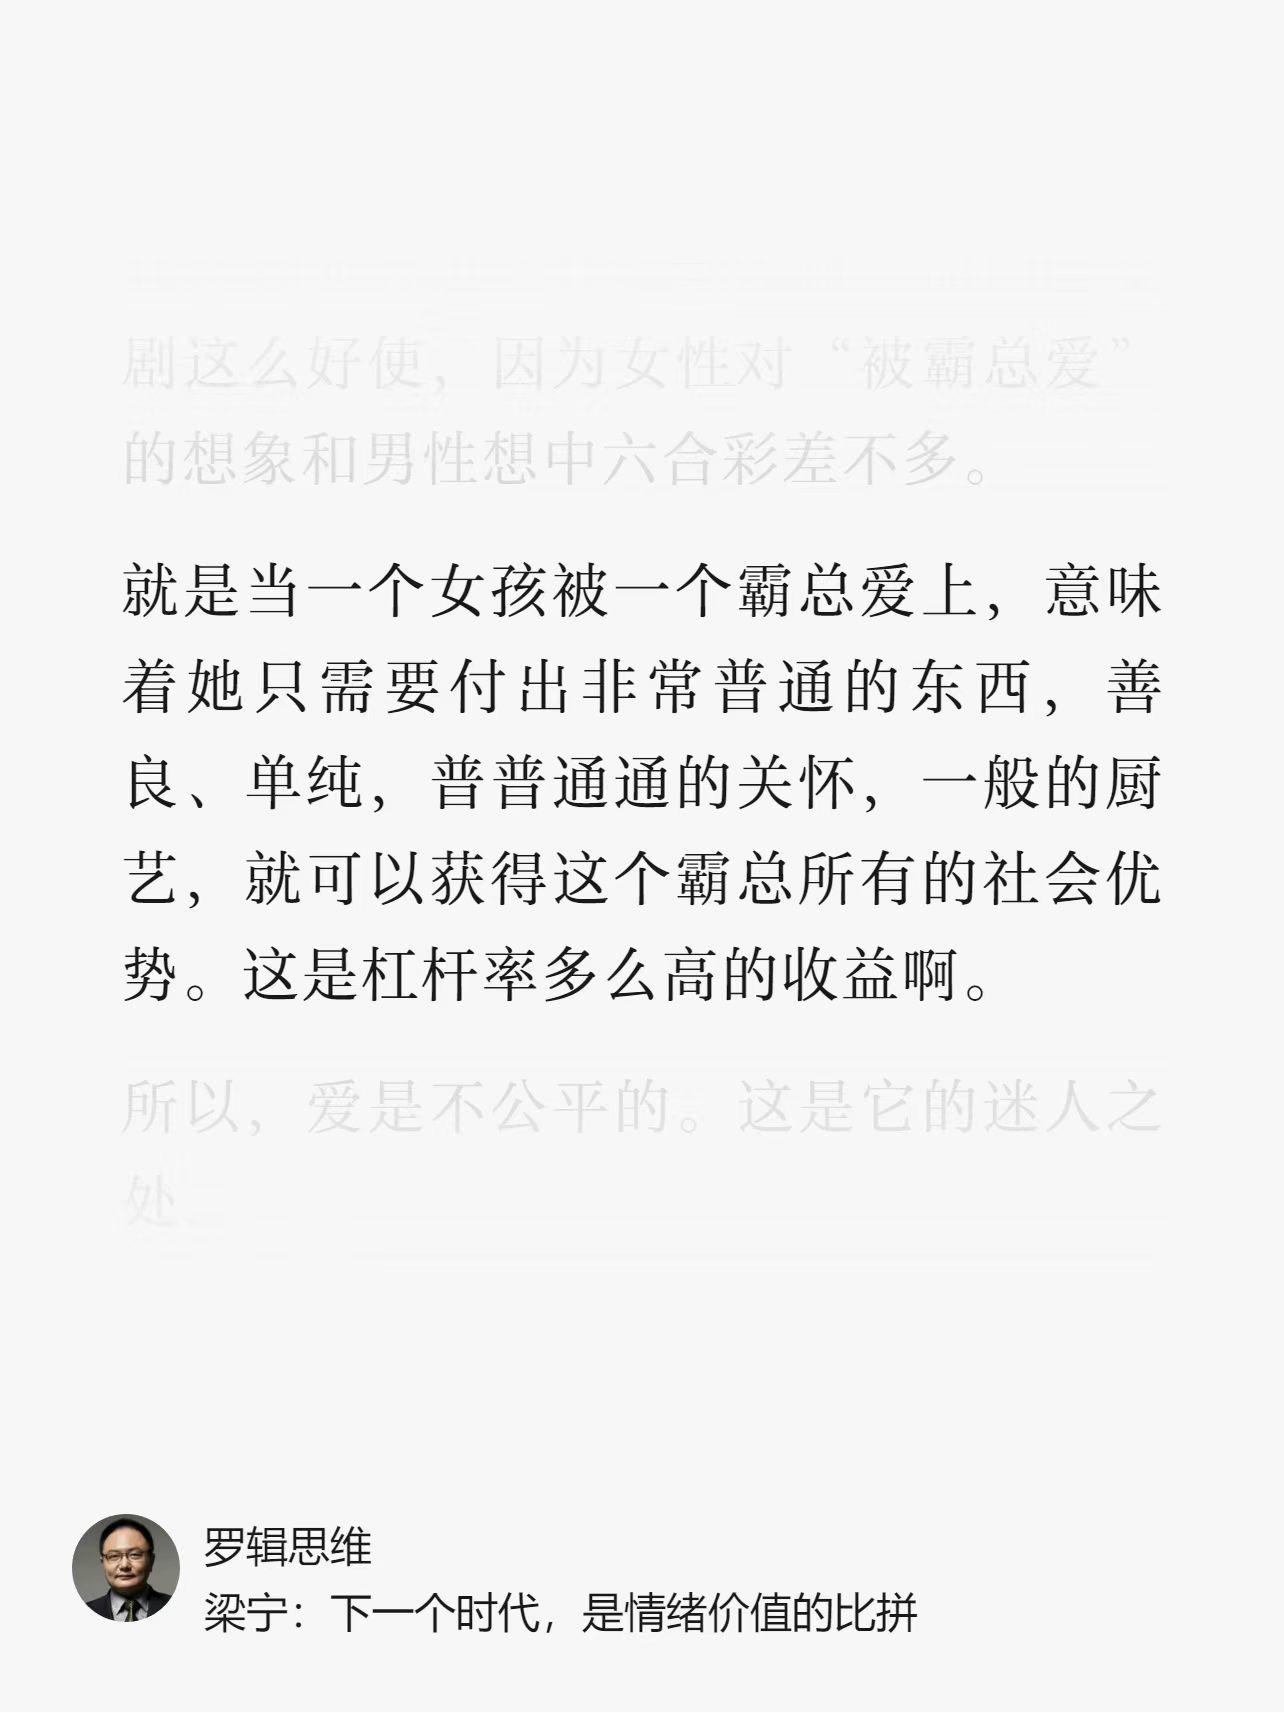 剧这么好使，因为女性对“被霸总爱”
的想象和男性想中六合彩差不多。
就是当一个女孩被一个霸总爱上，意味
着她只需要付出非常普通的东西，善
良、单纯，普普通通的关怀，一般的厨
艺，就可以获得这个霸总所有的社会优
势。这是杠杆率多么高的收益啊。
所以，爱是不公平的。这是它的迷人之
处
罗辑思维
梁宁：下一个时代，是情绪价值的比拼